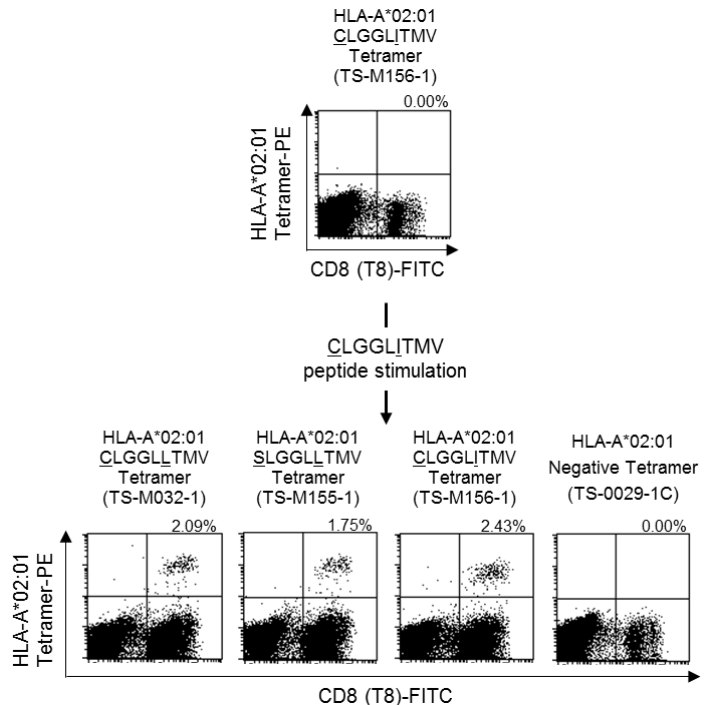 HLA-A*02:01
CLGGLITMV
Tetramer
(TS-M156-1)
0.00%
HLA-A*02:01
Tetramer-PE
CD8 (T8)-FITC
CLGGLITMV
peptide stimulation
HLA-A*02:01
CLGGLLTMV
Tetramer
(TS-M032-1)
HLA-A*02:01
SLGGLLTMV
Tetramer
(TS-M155-1)
HLA-A*02:01
CLGGLITMV
Tetramer
(TS-M156-1)
HLA-A*02:01
Negative Tetramer
(TS-0029-1C)
2.09%
1.75%
2.43%
0.00%
HLA-A*02:01
Tetramer-PE
CD8 (T8)-FITC